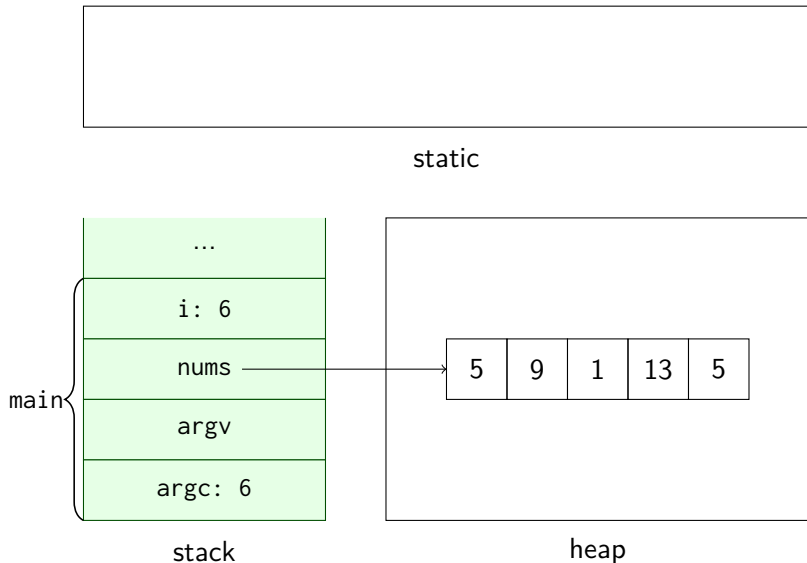 static
...
i: 6
nums
argv
argc: 6
main
stack
5 9 1 13 5
heap